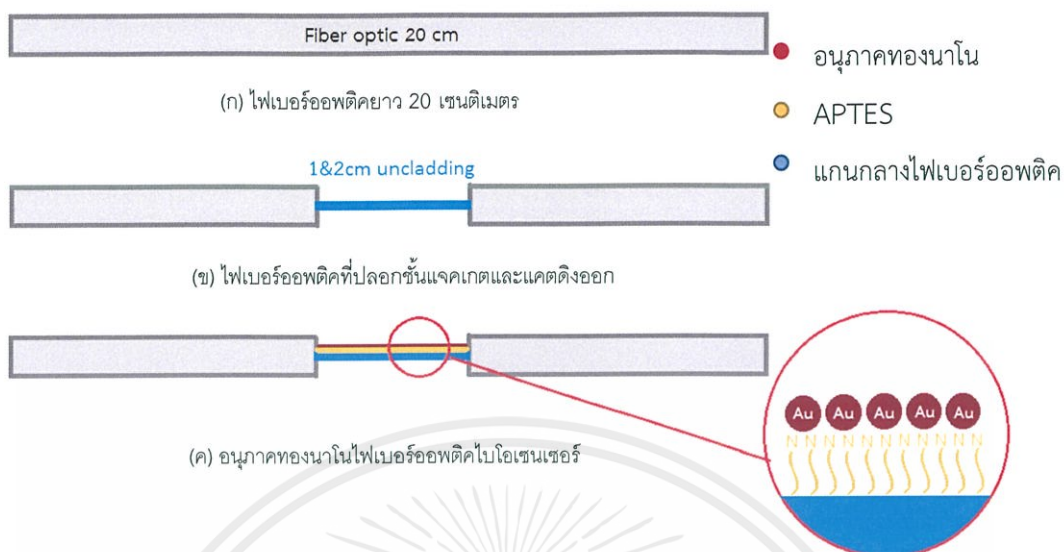 Fiber optic 20 cm
(ก) ไฟเบอร์ออพติคยาว 20 เซนติเมตร
อนุภาคทองนาโน
APTES
แกนกลางไฟเบอร์ออพติค
1&2cm uncladding
(ข) ไฟเบอร์ออพติคที่ปลอกชั้นแจคเกตและแคตดิงออก
(ค) อนุภาคทองนาโนไฟเบอร์ออพติคไบโอเซนเซอร์
Au Au Au Au Au
N N N N N N N N N N